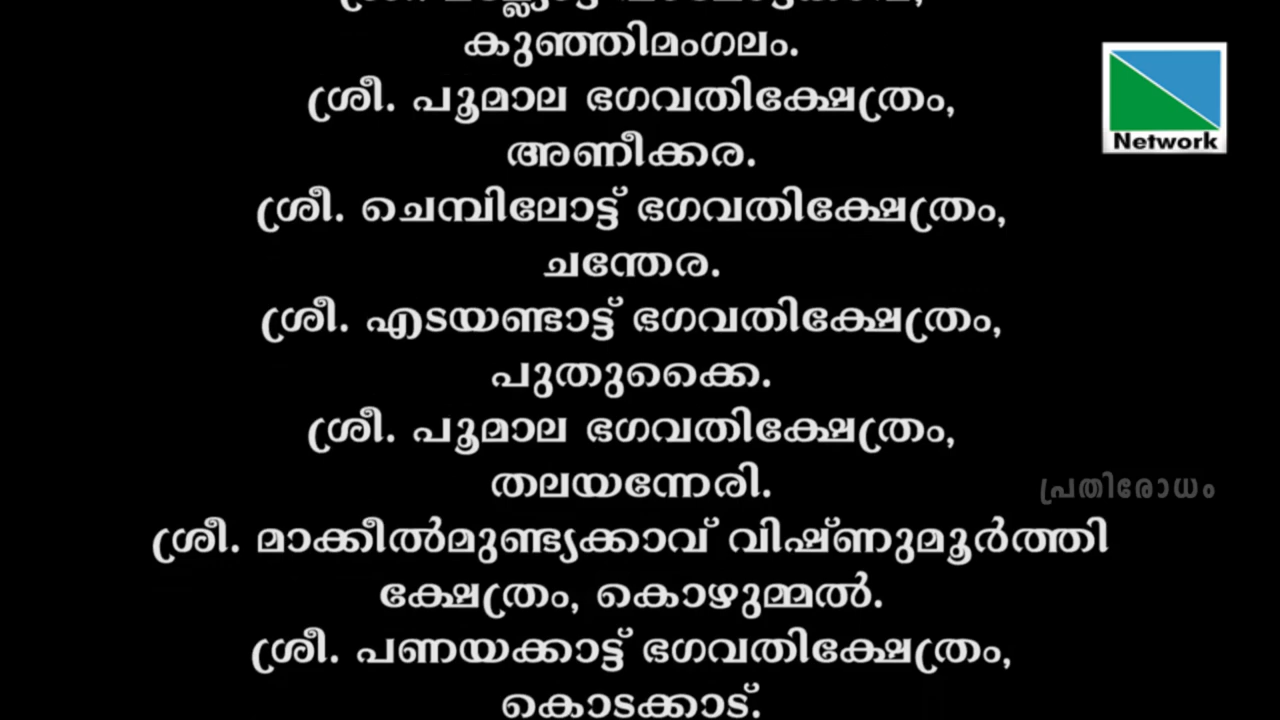 ശ്രീ.
കുഞ്ഞിമംഗലം.
ശ്രീ. പൂമാല ഭഗവതിക്ഷേത്രം,
അണീക്കര.
ശ്രീ. ചെമ്പിലോട്ട് ഭഗവതിക്ഷേത്രം,
ചന്തേര.
ശ്രീ. എടയണ്ടാട്ട് ഭഗവതിക്ഷേത്രം,
പുതുക്കൈ.
ശ്രീ. പൂമാല ഭഗവതിക്ഷേത്രം,
തലയന്നേരി.
ശ്രീ. മാക്കീൽമുണ്ട്യക്കാവ് വിഷ്ണുമൂർത്തി
ക്ഷേത്രം, കൊഴുമ്മൽ.
ശ്രീ. പണയക്കാട്ട് ഭഗവതിക്ഷേത്രം,
കൊടക്കാട്.
Network
പ്രതിരോധം